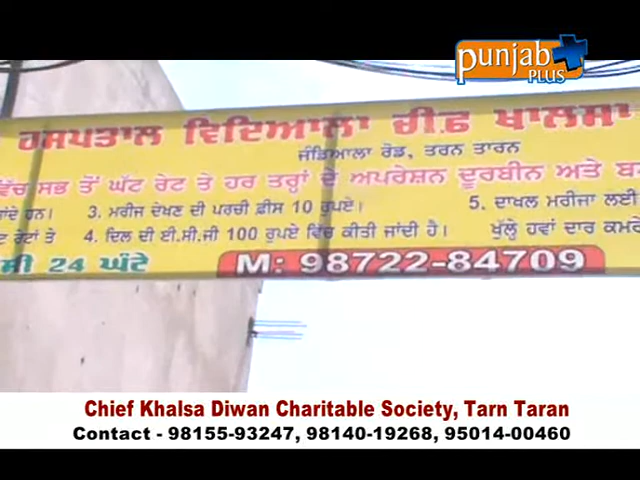 punjab PLUS
ਹਸਪਤਾਲ ਵਿਦਿਆਲਾ ਚੀਫ਼ ਖਾਲਸਾ
ਜੰਡਿਆਲਾ ਰੋਡ, ਤਰਨ ਤਾਰਨ
ਵਿੱਚ ਸਭ ਤੋਂ ਘੱਟ ਰੇਟ ਤੇ ਹਰ ਤਰ੍ਹਾਂ ਦੇ ਅਪਰੇਸ਼ਨ ਦੂਰਬੀਨ ਅਤੇ
ਜਾਂਦੇ ਹਨ। 3. ਮਰੀਜ ਦੇਖਣ ਦੀ ਪਰਚੀ ਫ਼ੀਸ 10 ਰੁਪਏ। 5. ਦਾਖਲ ਮਰੀਜਾ ਲਈ
ਰੇਟਾਂ ਤੇ 4. ਦਿਲ ਦੀ ਈ.ਸੀ.ਜੀ 100 ਰੁਪਏ ਵਿੱਚ ਕੀਤੀ ਜਾਂਦੀ ਹੈ। ਖੁੱਲ੍ਹੇ ਹਵਾਂ ਦਾਰ ਕਮਰੇ
24 ਘੰਟੇ M: 98722-84709
Chief Khalsa Diwan Charitable Society, Tarn Taran
Contact - 98155-93247, 98140-19268, 95014-00460